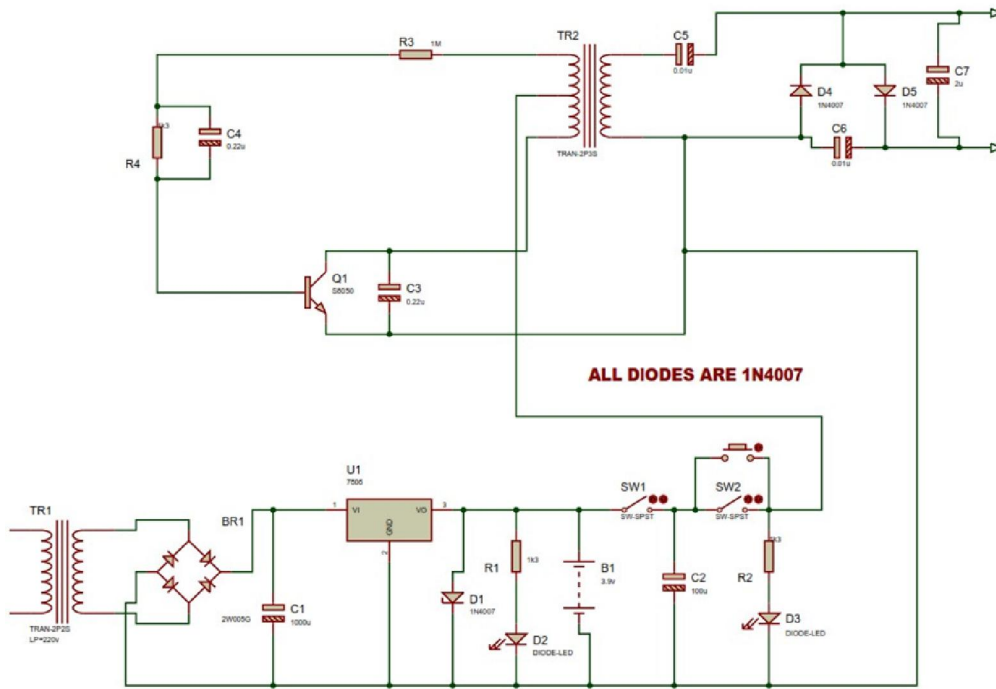 R3
1M
TR2
TRAN-2P3S
C5
0.01u
D4
1N4007
D5
1N4007
C7
2u
C6
0.01u
R4
C4
0.22u
Q1
S8050
C3
0.22u
ALL DIODES ARE 1N4007
TR1
TRAN-2P2S
LP=220v
BR1
2W005G
C1
1000u
U1
7806
1
VI
VO
3
GND
2
D1
1N4007
R1
1k3
D2
DIODE-LED
B1
3.9v
SW1
SW-SPST
C2
100u
SW2
SW-SPST
R2
D3
DIODE-LED